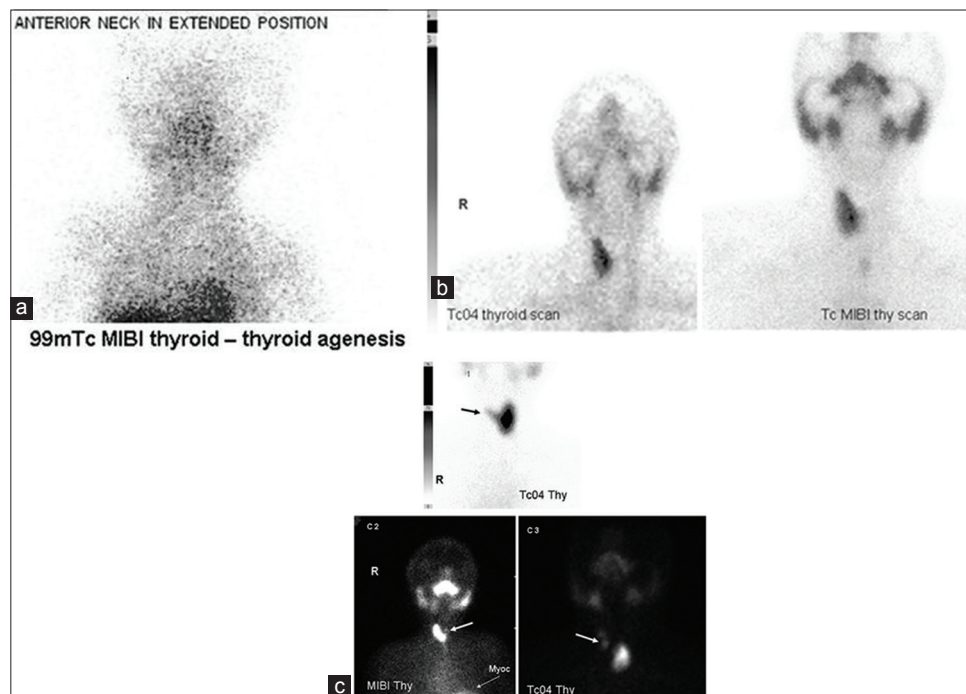 ANTERIOR NECK IN EXTENDED POSITION
a
99mTc MIBI thyroid – thyroid agenesis
R
b
Tc04 thyroid scan
Tc MIBI thy scan
R
Tc04 Thy
C2
R
Myoc
MIBI Thy
C3
Tc04 Thy
c